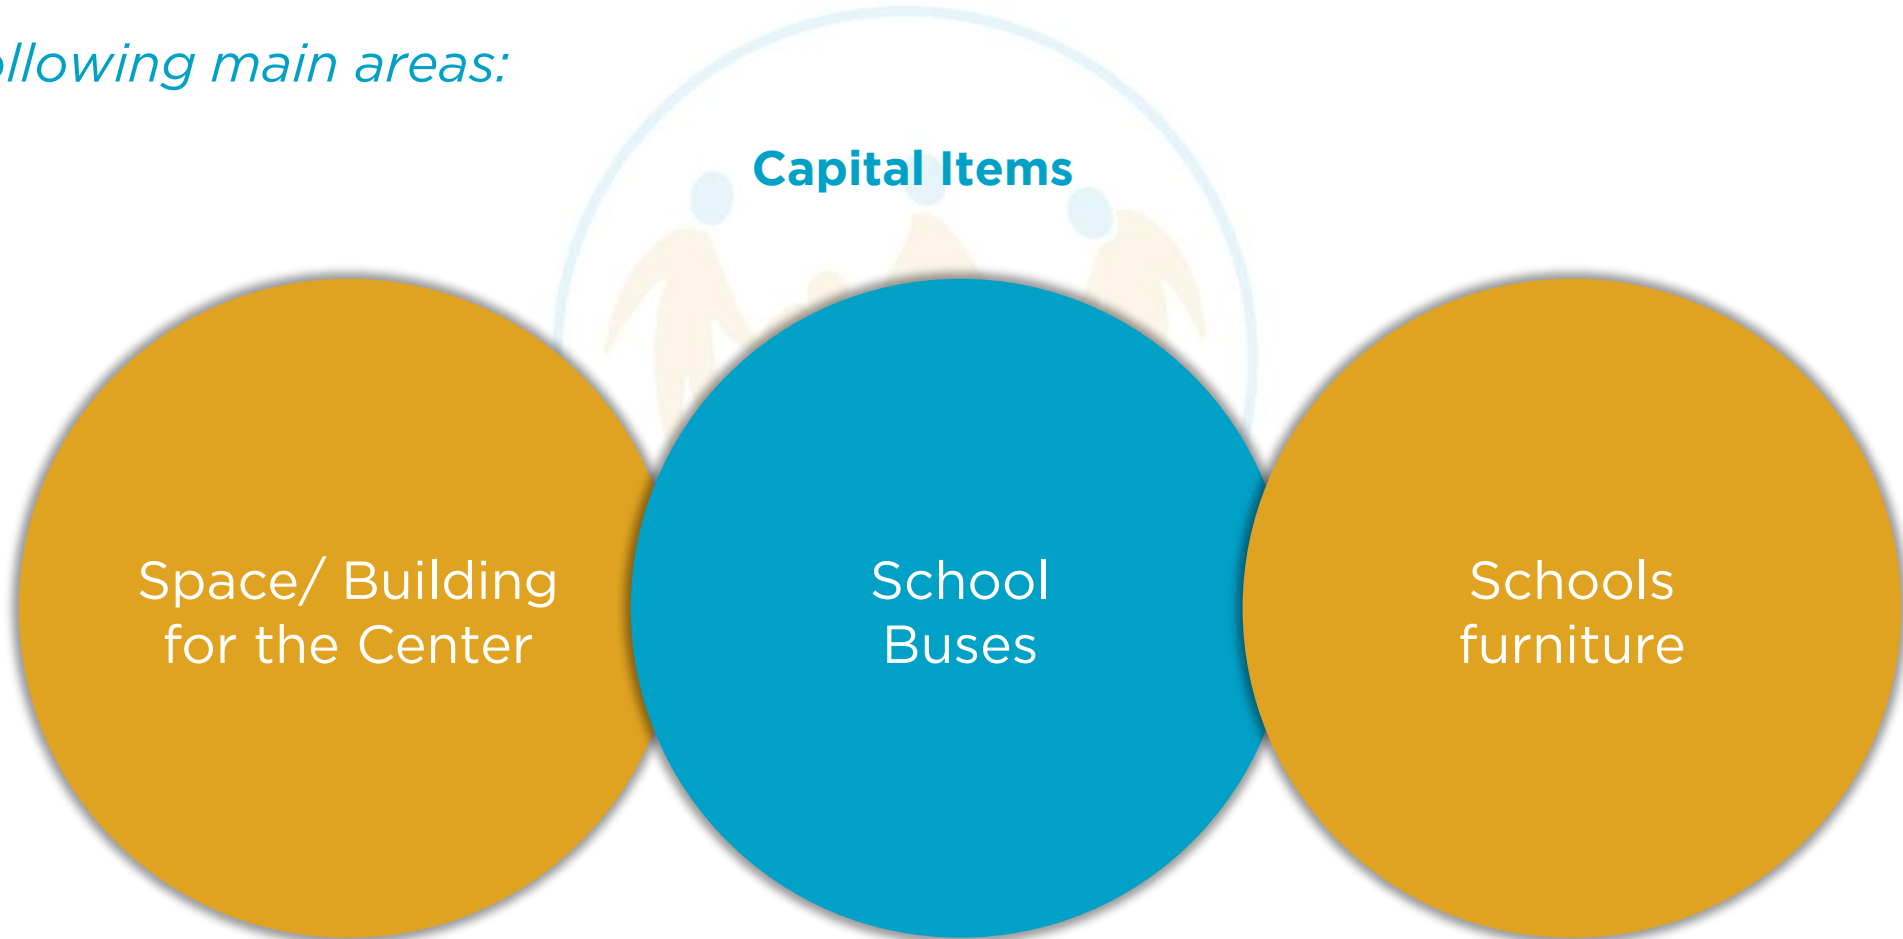 llowing main areas:
Capital Items
Space/ Building
for the Center
School
Buses
Schools
furniture